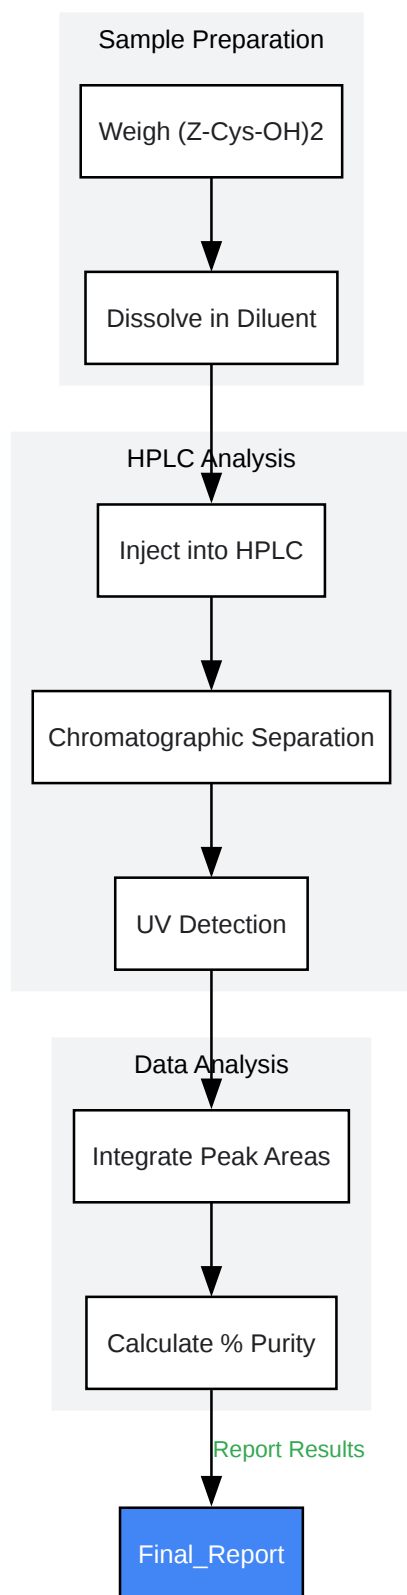 Sample Preparation
Weigh (Z-Cys-OH)2
Dissolve in Diluent
HPLC Analysis
Inject into HPLC
Chromatographic Separation
UV Detection
Data Analysis
Integrate Peak Areas
Calculate % Purity
Report Results
Final_Report